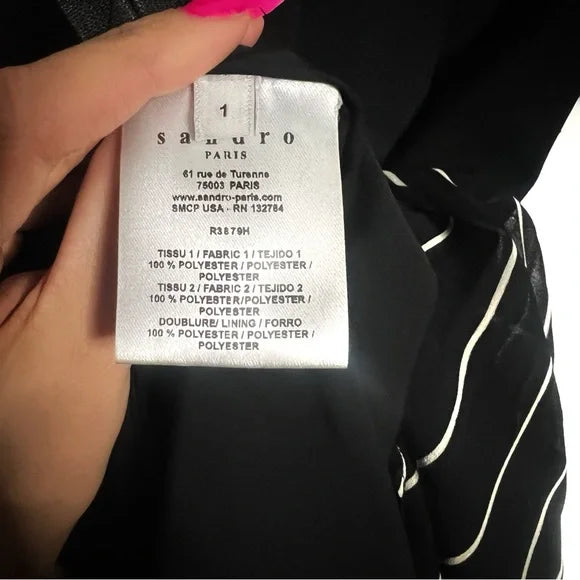 1
sandro
PARIS
61 rue de Turenne
75003 PARIS
www.sandro-paris.com
SMCP USA - RN 132784
R3879H
TISSU 1 / FABRIC 1 / TEJIDO 1
100 % POLYESTER / POLYESTER /
POLYESTER
TISSU 2 / FABRIC 2 / TEJIDO 2
100 % POLYESTER/POLYESTER /
POLYESTER
DOUBLURE/ LINING / FORRO
100 % POLYESTER / POLYESTER /
POLYESTER